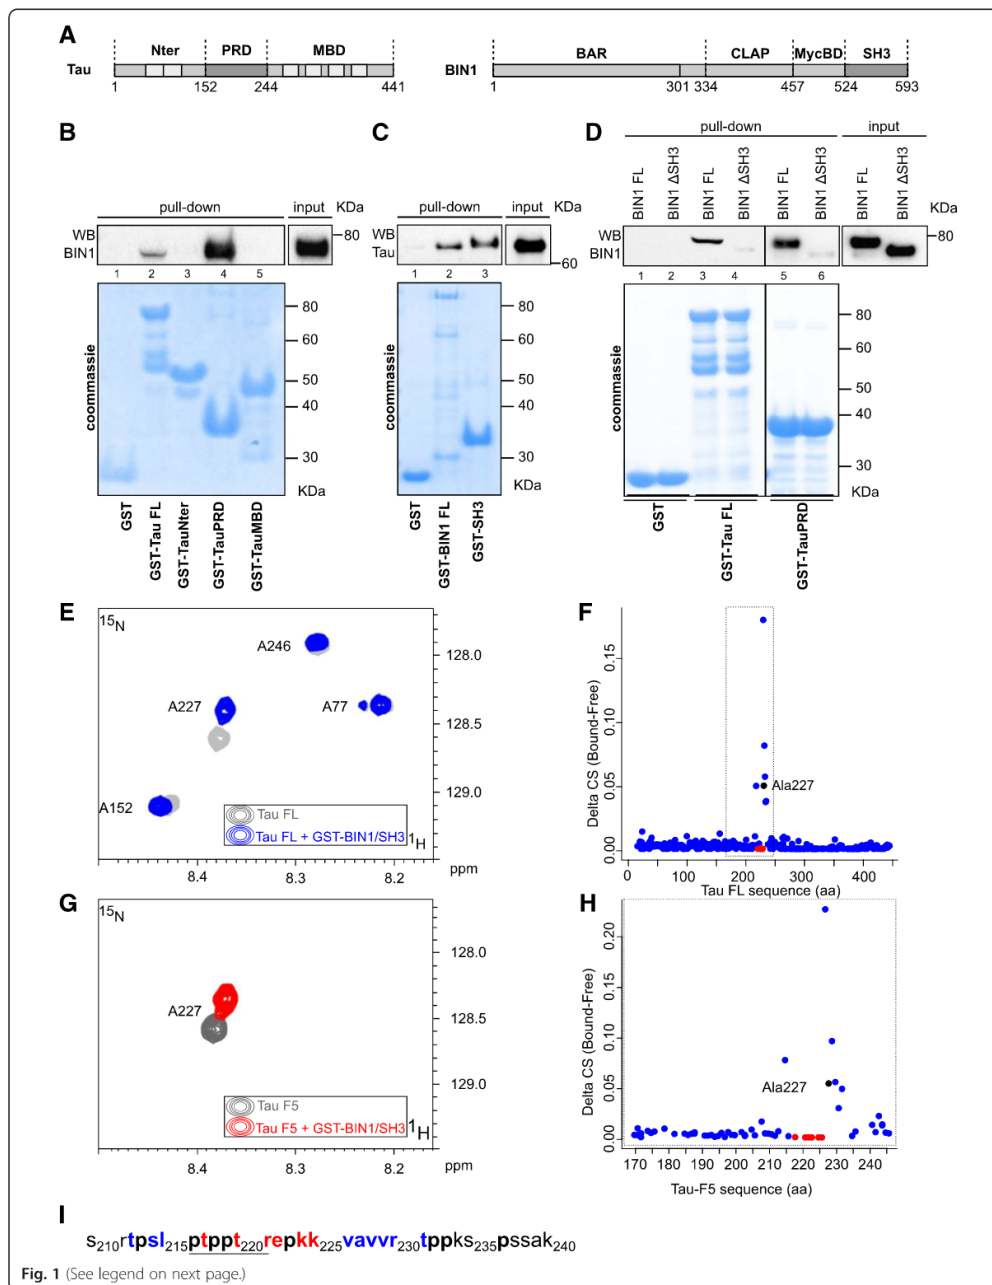 A
Nter PRD MBD
Tau
1 152 244 441
BAR CLAP MycBD SH3
BIN1
1 301 334 457 524 593
B
pull-down input KDa
WB
BIN1
80
1 2 3 4 5
coommassie
80
60
50
40
30
KDa
GST
GST-Tau FL
GST-TauNter
GST-TauPRD
GST-TauMBD
C
pull-down input KDa
WB
Tau
60
1 2 3
coommassie
80
60
50
40
30
KDa
GST
GST-BIN1 FL
GST-SH3
D
pull-down input
BIN1 FL
BIN1 ΔSH3
BIN1 FL
BIN1 ΔSH3
BIN1 FL
BIN1 ΔSH3
BIN1 FL
BIN1 ΔSH3
KDa
WB
BIN1
80
1 2 3 4 5 6
coommassie
80
60
50
40
30
KDa
GST
GST-Tau FL
GST-TauPRD
E
15N
A246
A227
A77
A152
128.0
128.5
129.0
Tau FL
Tau FL + GST-BIN1/SH3
1H
8.4 8.3 8.2
ppm
F
Delta CS (Bound-Free)
0.15
0.10
0.05
0.00
Ala227
0 100 200 300 400
Tau FL sequence (aa)
G
15N
A227
128.0
128.5
129.0
Tau F5
Tau F5 + GST-BIN1/SH3
1H
8.4 8.3 8.2
ppm
H
Delta CS (Bound-Free)
0.20
0.15
0.10
0.05
0.00
Ala227
170 180 190 200 210 220 230 240
Tau-F5 sequence (aa)
I
s210rtpsl215ptppt220repkk225vavvr230tppks235pssak240
Fig. 1 (See legend on next page.)